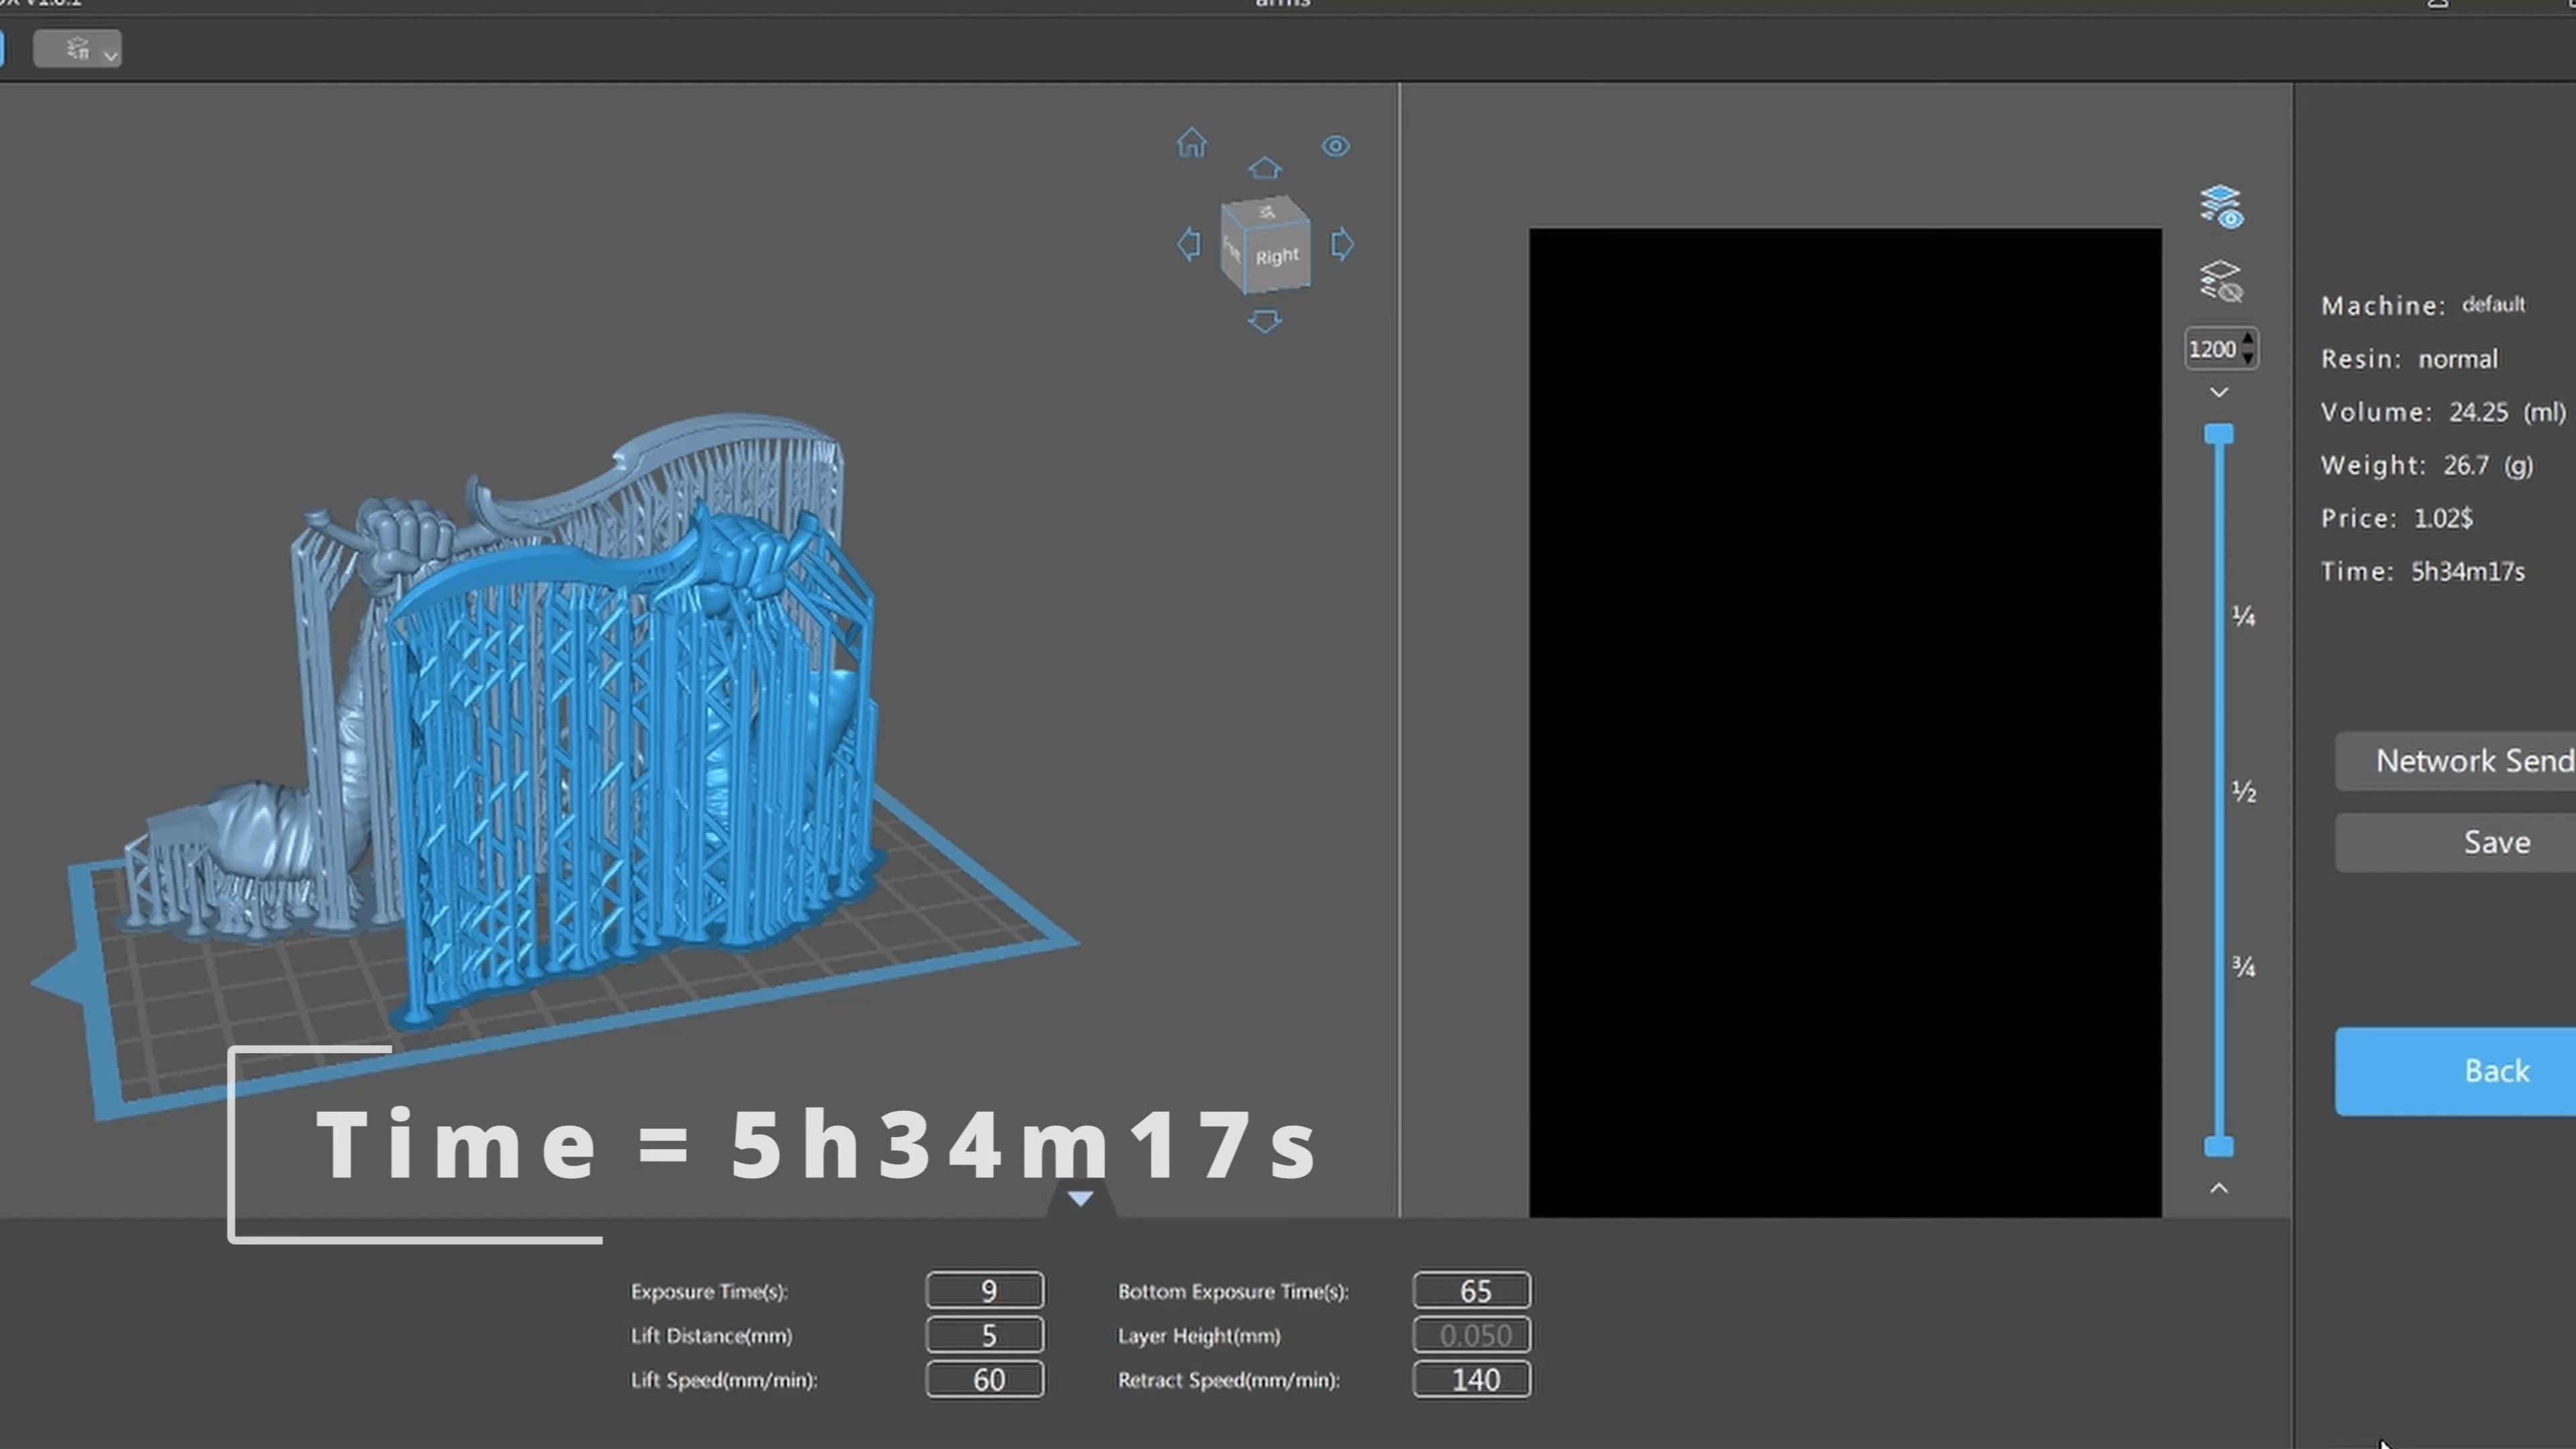 arms
Right
1200
Machine: default
Resin: normal
Volume: 24.25 (ml)
Weight: 26.7 (g)
Price: 1.02$
Time: 5h34m17s
¼
½
¾
Network Send
Save
Back
Time = 5h34m17s
Exposure Time(s): 9 Bottom Exposure Time(s): 65
Lift Distance(mm) 5 Layer Height(mm) 0.050
Lift Speed(mm/min): 60 Retract Speed(mm/min): 140